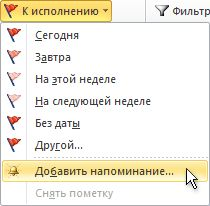 К исполнению
Фильтр
Сегодня
Завтра
На этой неделе
На следующей неделе
Без даты
Другой...
Добавить напоминание...
Снять пометку